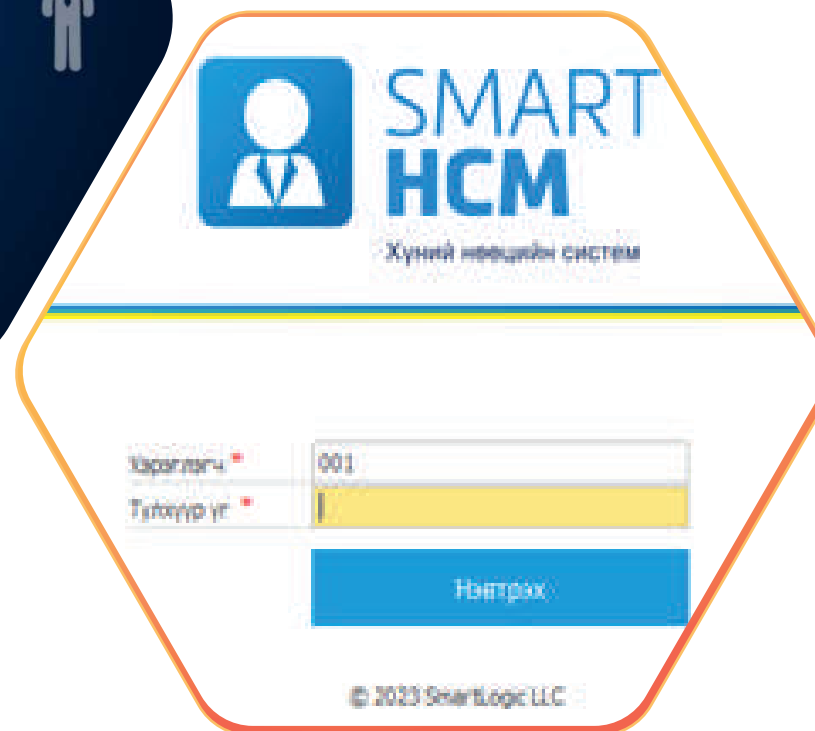 SMART
HCM
Хүний нөөцийн систем
Хэрэглэгч * 001
Түлхүүр үг *
Нэвтрэх
© 2023 SmartLogic LLC